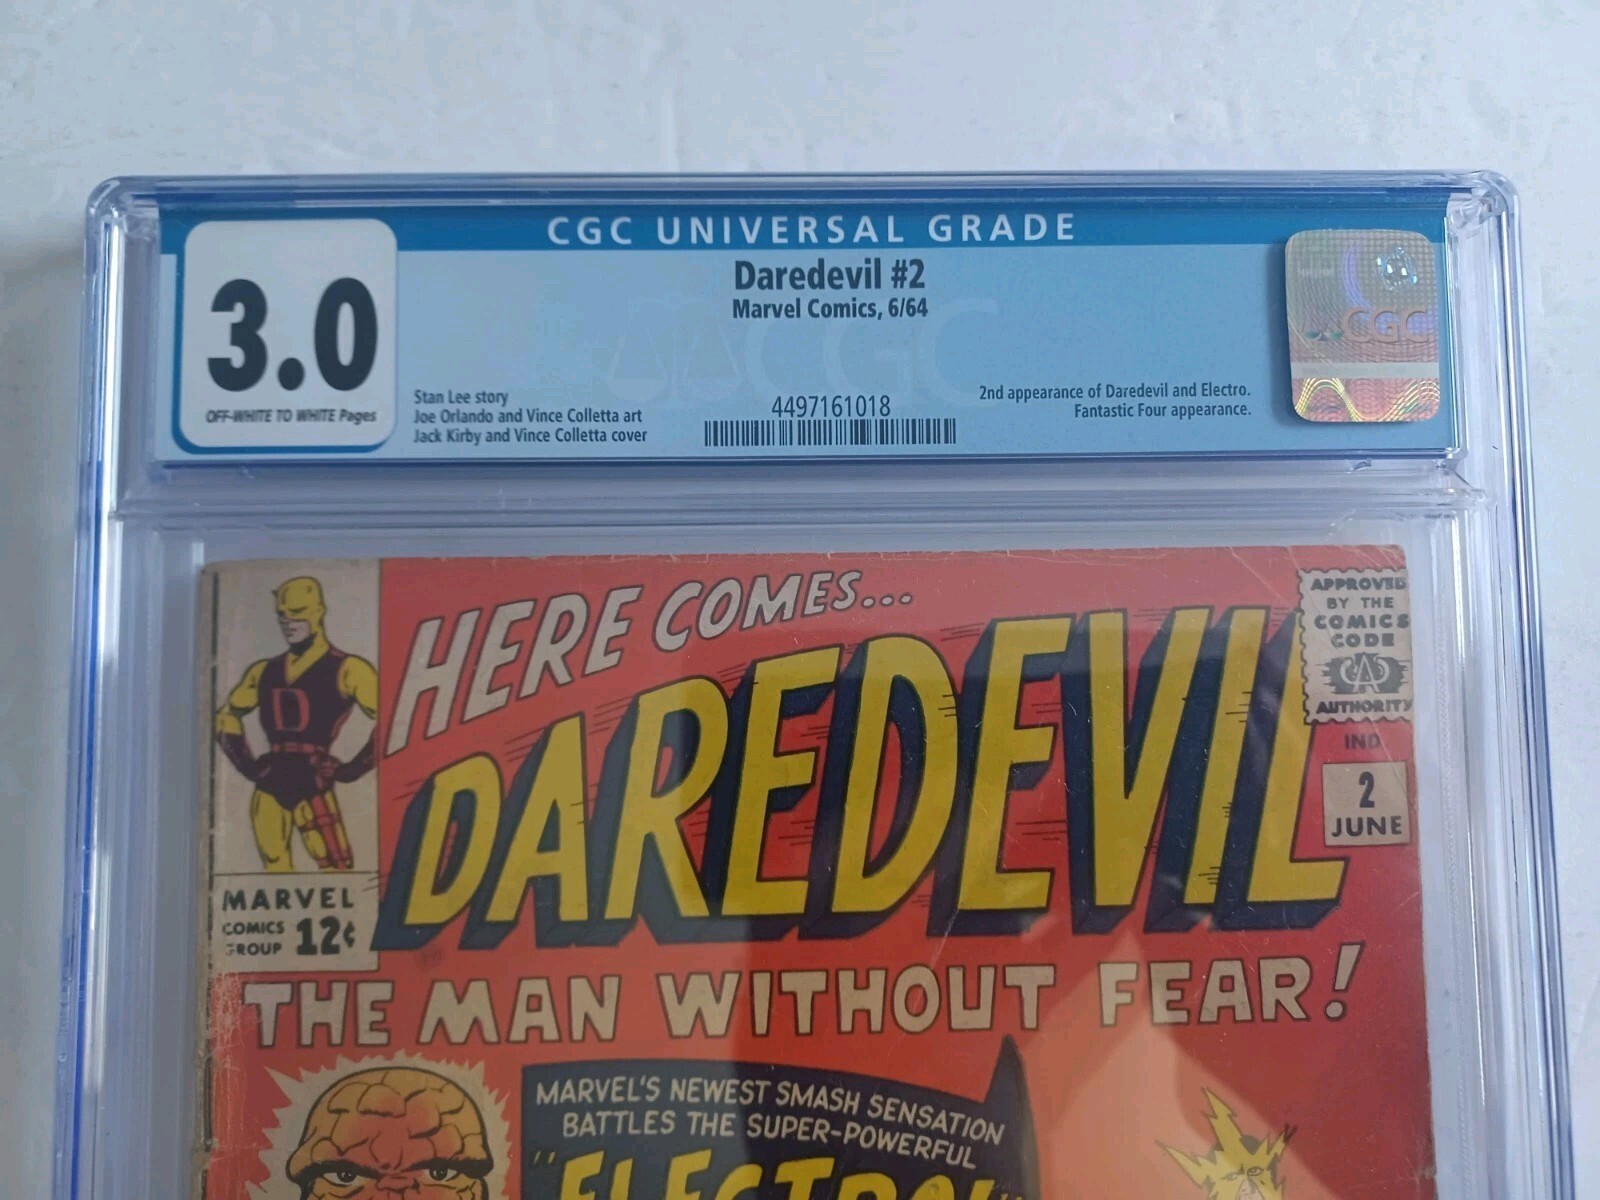 CGC UNIVERSAL GRADE
3.0
OFF-WHITE TO WHITE Pages
Daredevil #2
Marvel Comics, 6/64
Stan Lee story
Joe Orlando and Vince Colletta art
Jack Kirby and Vince Colletta cover
4497161018
2nd appearance of Daredevil and Electro.
Fantastic Four appearance.
CGC
CGC
HERE COMES...
DAREDEVIL
THE MAN WITHOUT FEAR!
D
D
MARVEL
COMICS
GROUP 12¢
APPROVED
BY THE
COMICS
CODE
CA
AUTHORITY
IND
2
JUNE
MARVEL'S NEWEST SMASH SENSATION
BATTLES THE SUPER-POWERFUL
"ELECTRO!"